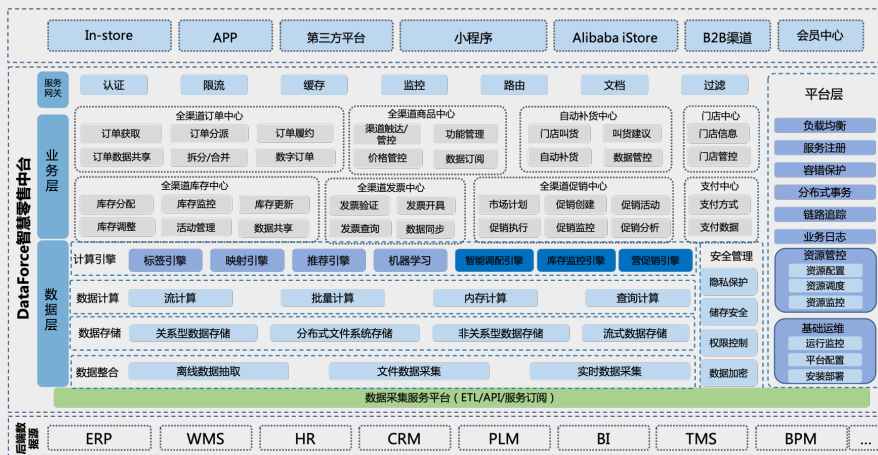 In-store
APP
第三方平台
小程序
Alibaba iStore
B2B渠道
会员中心
DataForce智慧零售中台
服务
网关
认证
限流
缓存
监控
路由
文档
过滤
业务层
全渠道订单中心
订单获取
订单分派
订单履约
订单数据共享
拆分/合并
数字订单
全渠道商品中心
渠道触达/
管控
功能管理
价格管控
数据订阅
自动补货中心
门店叫货
叫货建议
自动补货
数据管控
门店中心
门店信息
门店管控
全渠道库存中心
库存分配
库存监控
库存更新
库存调整
活动管理
数据共享
全渠道发票中心
发票验证
发票开具
发票查询
数据同步
全渠道促销中心
市场计划
促销创建
促销活动
促销执行
促销监控
促销分析
支付中心
支付方式
支付数据
数据层
计算引擎
标签引擎
映射引擎
推荐引擎
机器学习
智能调配引擎
库存监控引擎
营促销引擎
数据计算
流计算
批量计算
内存计算
查询计算
数据存储
关系型数据存储
分布式文件系统存储
非关系型数据存储
流式数据存储
数据整合
离线数据抽取
文件数据采集
实时数据采集
安全管理
隐私保护
储存安全
权限控制
数据加密
平台层
负载均衡
服务注册
容错保护
分布式事务
链路追踪
业务日志
资源管控
资源配置
资源调度
资源监控
基础运维
运行监控
平台配置
安装部署
数据采集服务平台（ETL/API/服务订阅）
后端数
据源
ERP
WMS
HR
CRM
PLM
BI
TMS
BPM
...